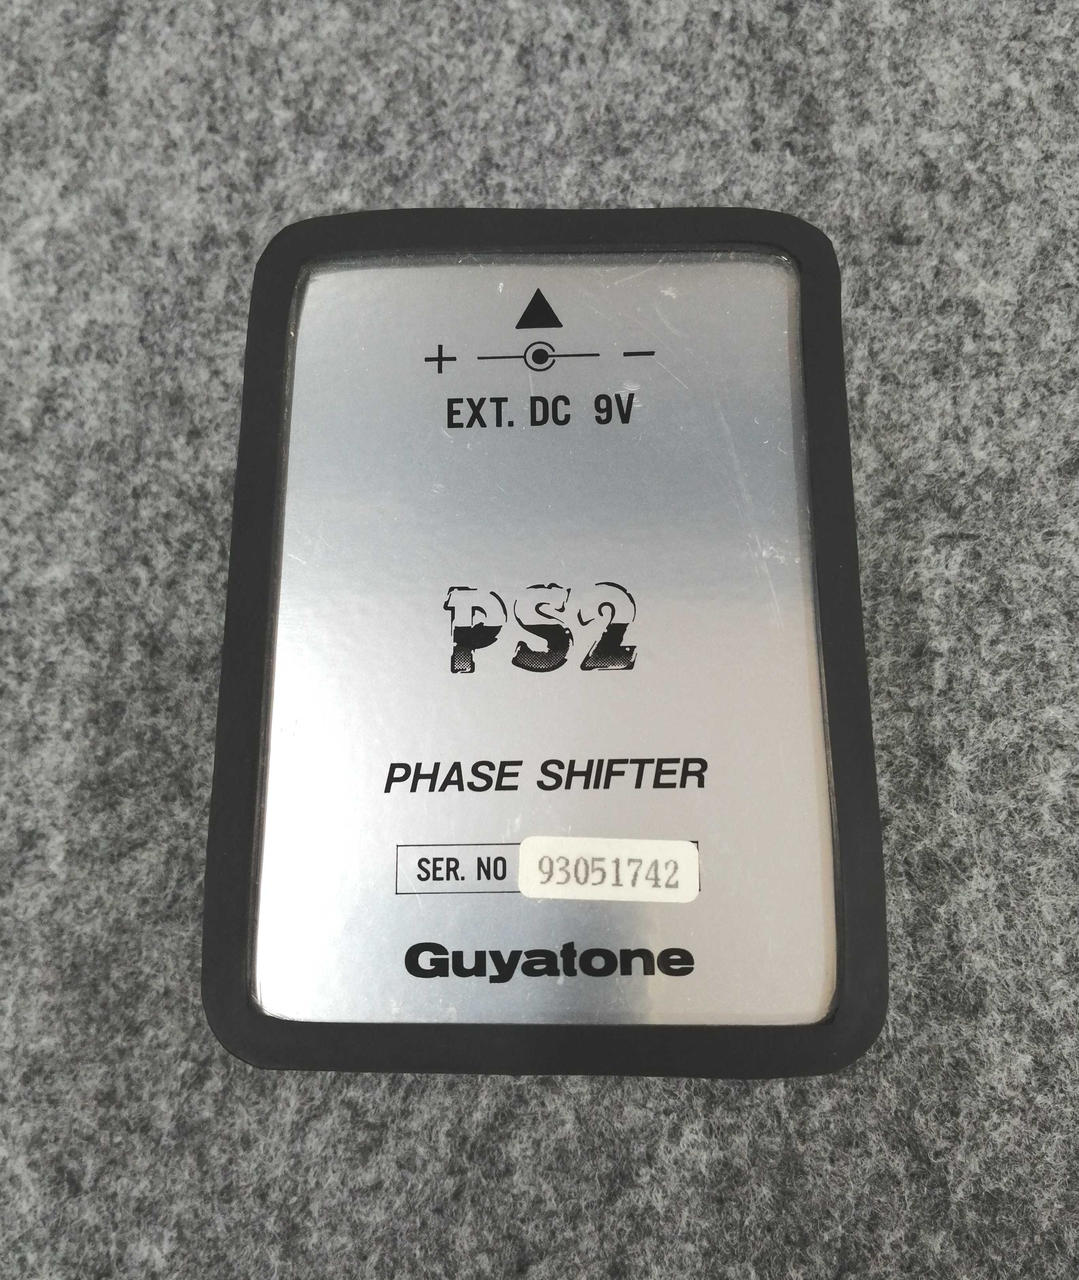 + −
EXT. DC 9V
PS2
PHASE SHIFTER
SER. NO 93051742
Guyatone